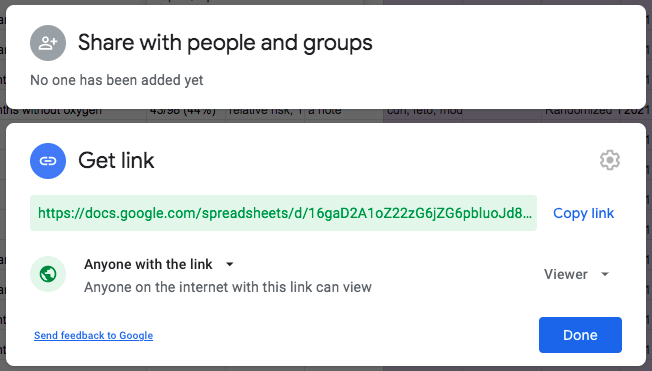 Share with people and groups
No one has been added yet
Get link
https://docs.google.com/spreadsheets/d/16gaD2A1oZ22zG6jZG6pbluoJd8... Copy link
Anyone with the link
Anyone on the internet with this link can view
Viewer
Send feedback to Google
Done